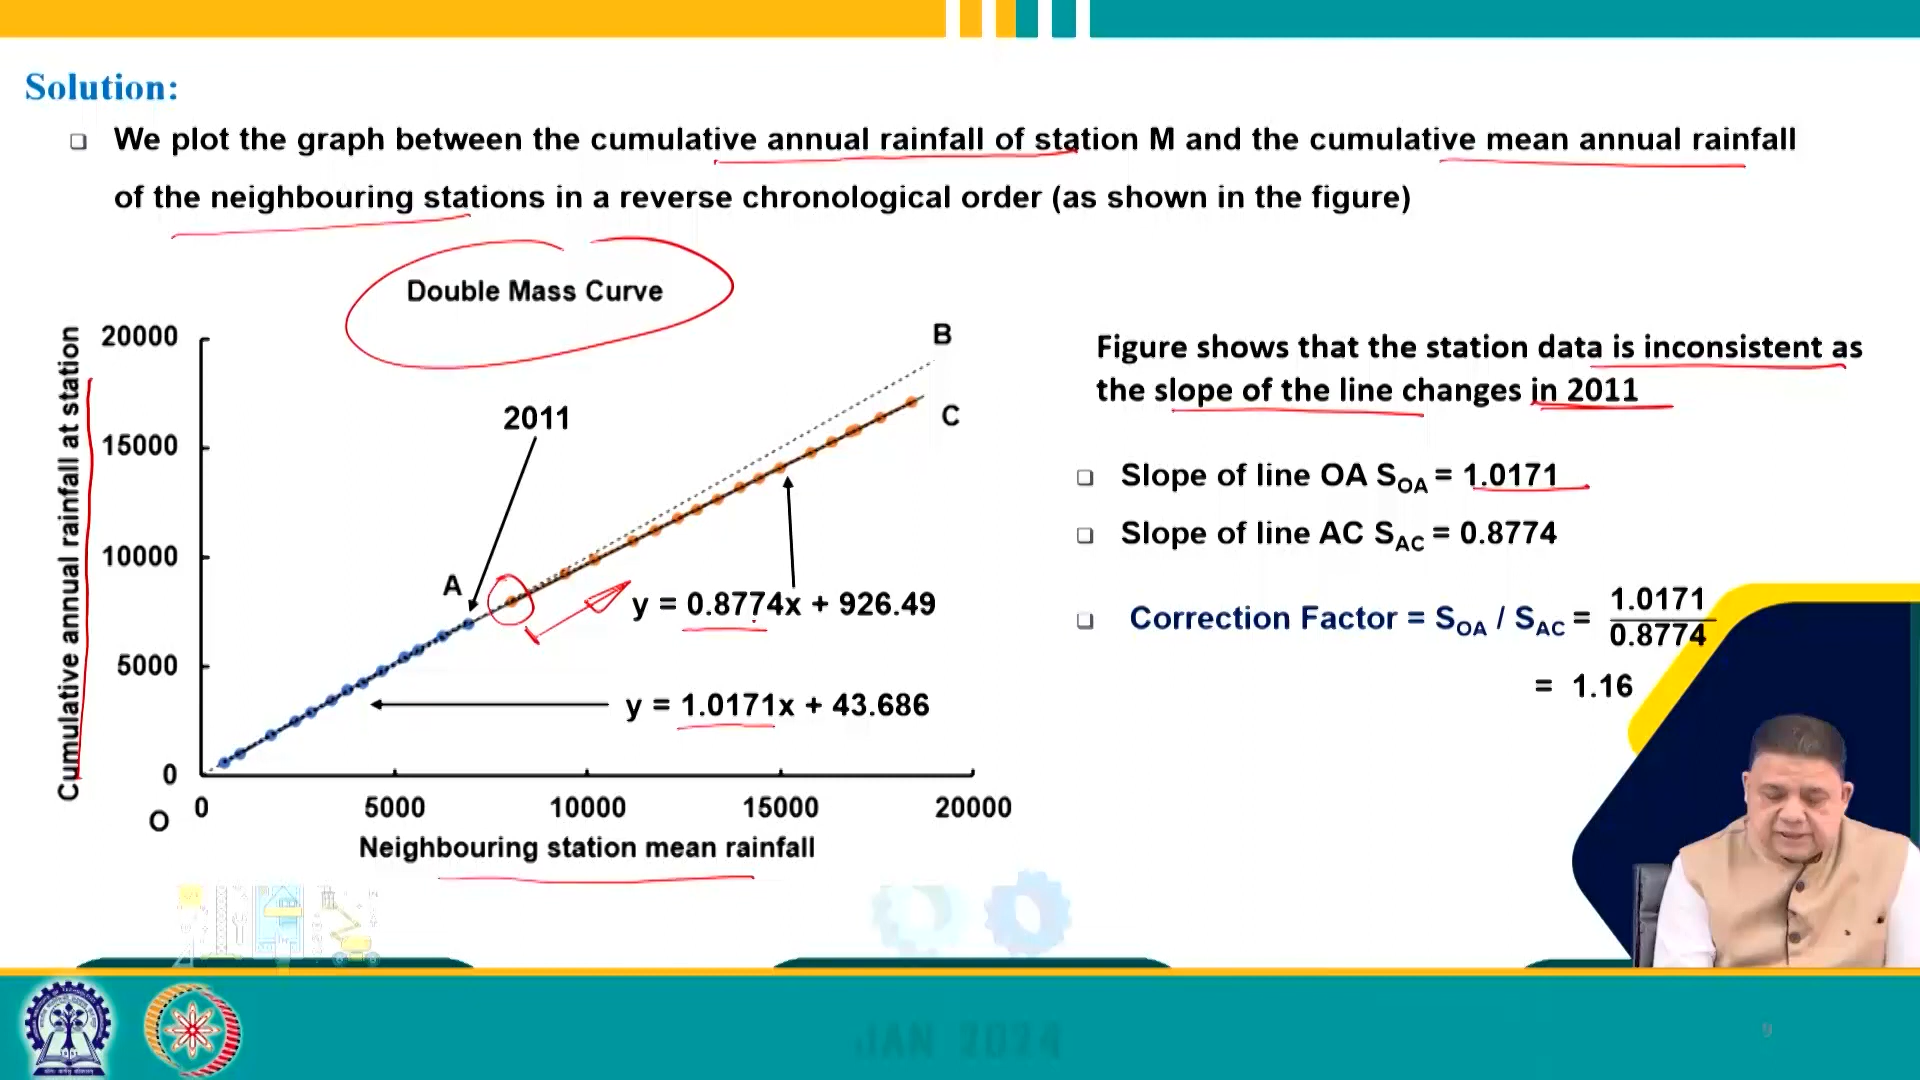 Solution:
We plot the graph between the cumulative annual rainfall of station M and the cumulative mean annual rainfall
of the neighbouring stations in a reverse chronological order (as shown in the figure)
Double Mass Curve
Cumulative annual rainfall at station
20000
15000
10000
5000
0
O
0 5000 10000 15000 20000
Neighbouring station mean rainfall
2011
A
B
C
y = 0.8774x + 926.49
y = 1.0171x + 43.686
Figure shows that the station data is inconsistent as
the slope of the line changes in 2011
Slope of line OA SOA = 1.0171
Slope of line AC SAC = 0.8774
Correction Factor = SOA / SAC = 1.0171
0.8774
= 1.16
JAN 2024
9